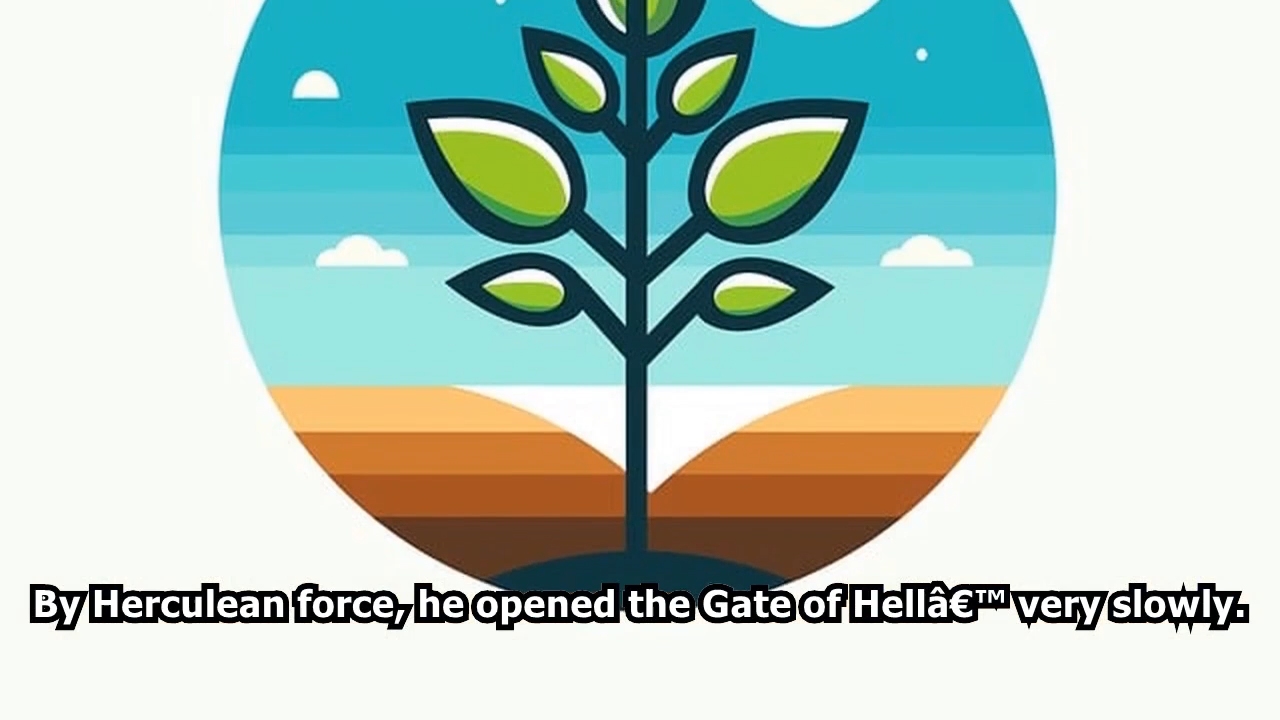 By Herculean force, he opened the Gate of Hellâ€™ very slowly.